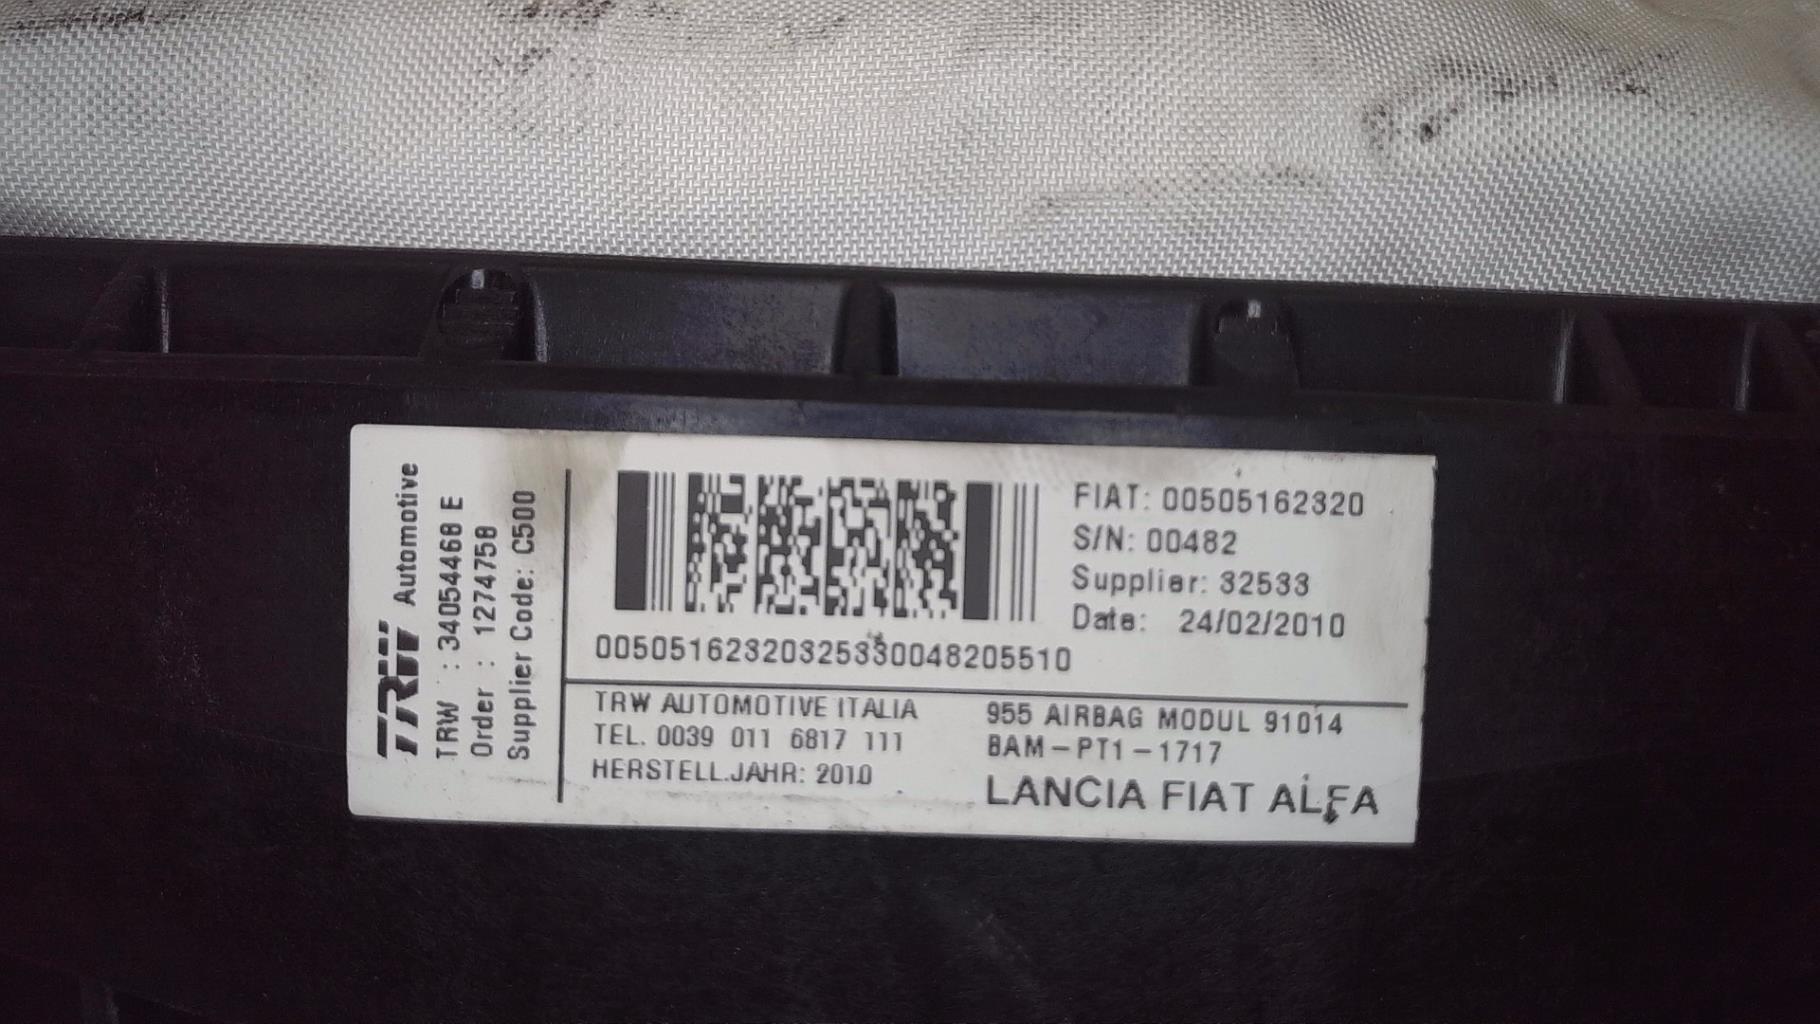 TRW Automotive
TRW : 34054468 E
Order : 1274758
Supplier Code: C500
FIAT: 00505162320
S/N: 00482
Supplier: 32533
Date: 24/02/2010
00505162320325330048205510
TRW AUTOMOTIVE ITALIA
TEL. 0039 011 6817 111
HERSTELL.JAHR: 2010
955 AIRBAG MODUL 91014
BAM-PT1-1717
LANCIA FIAT ALFA